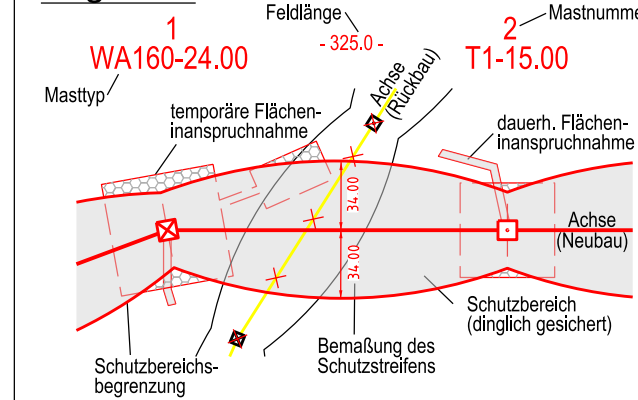 Feldlänge
1
WA160-24.00
- 325.0 -
2
Mastnumme
T1-15.00
Masttyp
Achse
(Rückbau)
temporäre Flächen-
inanspruchnahme
dauerh. Flächen-
inanspruchnahme
34.00
34.00
Achse
(Neubau)
Schutzbereich
(dinglich gesichert)
Schutzbereichs-
begrenzung
Bemaßung des
Schutzstreifens